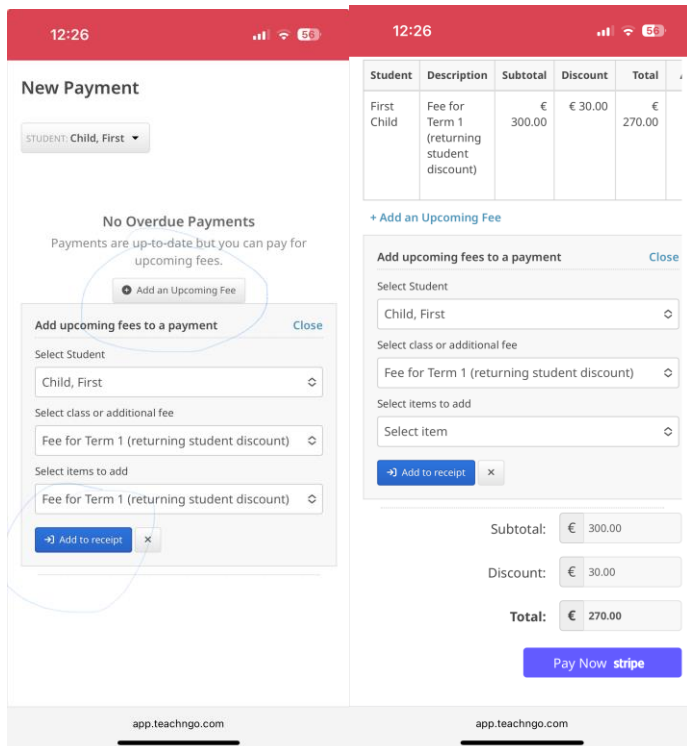 12:26
56
New Payment
STUDENT: Child, First
No Overdue Payments
Payments are up-to-date but you can pay for
upcoming fees.
Add an Upcoming Fee
Add upcoming fees to a payment Close
Select Student
Child, First
Select class or additional fee
Fee for Term 1 (returning student discount)
Select items to add
Fee for Term 1 (returning student discount)
Add to receipt ×
app.teachngo.com
12:26
56
Student Description Subtotal Discount Total
First Fee for € € 30.00 €
Child Term 1 300.00 270.00
(returning
student
discount)
+ Add an Upcoming Fee
Add upcoming fees to a payment Close
Select Student
Child, First
Select class or additional fee
Fee for Term 1 (returning student discount)
Select items to add
Select item
Add to receipt ×
Subtotal: € 300.00
Discount: € 30.00
Total: € 270.00
Pay Now stripe
app.teachngo.com